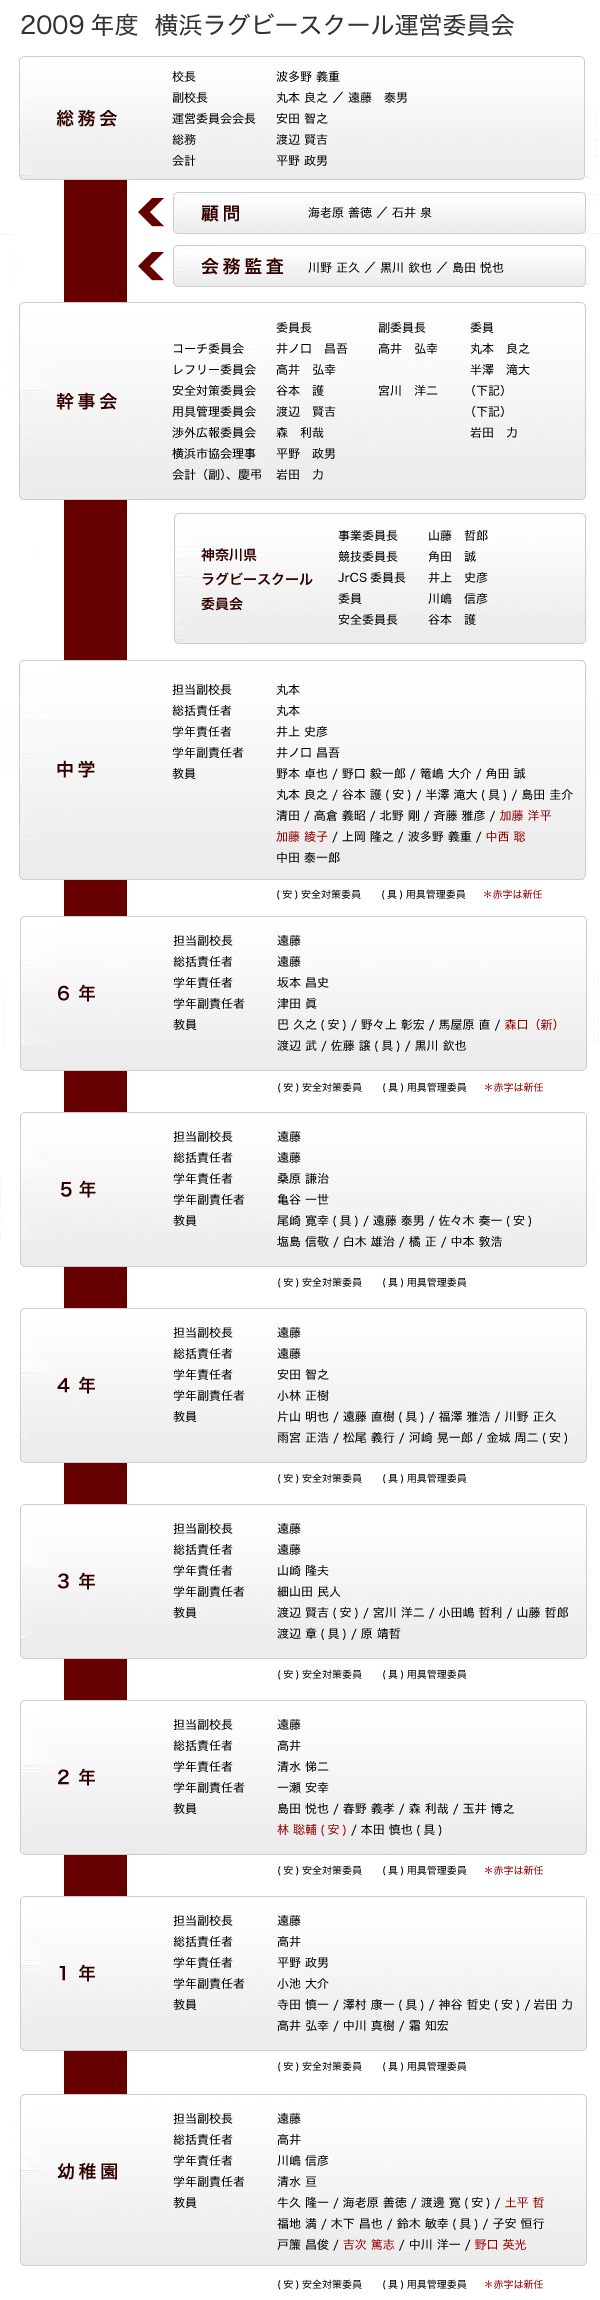 2009 年度 横浜ラグビースクール運営委員会
総務会
校長 波多野 義重
副校長 丸本 良之 ／ 遠藤 泰男
運営委員会会長 安田 智之
総務 渡辺 賢吉
会計 平野 政男
顧問 海老原 善徳 ／ 石井 泉
会務監査 川野 正久 ／ 黒川 欽也 ／ 島田 悦也
幹事会
委員長 副委員長 委員
コーチ委員会 井ノ口 昌吾 高井 弘幸 丸本 良之
レフリー委員会 高井 弘幸 半澤 滝大
安全対策委員会 谷本 護 宮川 洋二 （下記）
用具管理委員会 渡辺 賢吉 （下記）
渉外広報委員会 森 利哉 岩田 力
横浜市協会理事 平野 政男
会計（副）、慶弔 岩田 力
神奈川県
ラグビースクール
委員会
事業委員長 山藤 哲郎
競技委員長 角田 誠
JrCS 委員長 井上 史彦
委員 川嶋 信彦
安全委員長 谷本 護
中学
担当副校長 丸本
総括責任者 丸本
学年責任者 井上 史彦
学年副責任者 井ノ口 昌吾
教員 野本 卓也 / 野口 毅一郎 / 篭嶋 大介 / 角田 誠
丸本 良之 / 谷本 護 ( 安 ) / 半澤 滝大 ( 具 ) / 島田 圭介
清田 / 高倉 義昭 / 北野 剛 / 斉藤 雅彦 / 加藤 洋平
加藤 綾子 / 上岡 隆之 / 波多野 義重 / 中西 聡
中田 泰一郎
( 安 ) 安全対策委員 ( 具 ) 用具管理委員 ＊赤字は新任
6 年
担当副校長 遠藤
総括責任者 遠藤
学年責任者 坂本 昌史
学年副責任者 津田 眞
教員 巴 久之 ( 安 ) / 野々上 彰宏 / 馬屋原 直 / 森口（新）
渡辺 武 / 佐藤 譲 ( 具 ) / 黒川 欽也
( 安 ) 安全対策委員 ( 具 ) 用具管理委員 ＊赤字は新任
5 年
担当副校長 遠藤
総括責任者 遠藤
学年責任者 桑原 謙治
学年副責任者 亀谷 一世
教員 尾崎 寛幸 ( 具 ) / 遠藤 泰男 / 佐々木 奏一 ( 安 )
塩島 信敬 / 白木 雄治 / 橘 正 / 中本 敦浩
( 安 ) 安全対策委員 ( 具 ) 用具管理委員
4 年
担当副校長 遠藤
総括責任者 遠藤
学年責任者 安田 智之
学年副責任者 小林 正樹
教員 片山 明也 / 遠藤 直樹 ( 具 ) / 福澤 雅浩 / 川野 正久
雨宮 正浩 / 松尾 義行 / 河崎 晃一郎 / 金城 周二 ( 安 )
( 安 ) 安全対策委員 ( 具 ) 用具管理委員
3 年
担当副校長 遠藤
総括責任者 遠藤
学年責任者 山崎 隆夫
学年副責任者 細山田 民人
教員 渡辺 賢吉 ( 安 ) / 宮川 洋二 / 小田嶋 哲利 / 山藤 哲郎
渡辺 章 ( 具 ) / 原 靖哲
( 安 ) 安全対策委員 ( 具 ) 用具管理委員
2 年
担当副校長 遠藤
総括責任者 高井
学年責任者 清水 悌二
学年副責任者 一瀬 安幸
教員 島田 悦也 / 春野 義孝 / 森 利哉 / 玉井 博之
林 聡輔 ( 安 ) / 本田 慎也 ( 具 )
( 安 ) 安全対策委員 ( 具 ) 用具管理委員 ＊赤字は新任
1 年
担当副校長 遠藤
総括責任者 高井
学年責任者 平野 政男
学年副責任者 小池 大介
教員 寺田 慎一 / 澤村 康一 ( 具 ) / 神谷 哲史 ( 安 ) / 岩田 力
高井 弘幸 / 中川 真樹 / 霜 知宏
( 安 ) 安全対策委員 ( 具 ) 用具管理委員
幼稚園
担当副校長 遠藤
総括責任者 高井
学年責任者 川嶋 信彦
学年副責任者 清水 亘
教員 牛久 隆一 / 海老原 善徳 / 渡邊 寛 ( 安 ) / 土平 哲
福地 満 / 木下 昌也 / 鈴木 敏幸 ( 具 ) / 子安 恒行
戸簾 昌俊 / 吉次 篤志 / 中川 洋一 / 野口 英光
( 安 ) 安全対策委員 ( 具 ) 用具管理委員 ＊赤字は新任